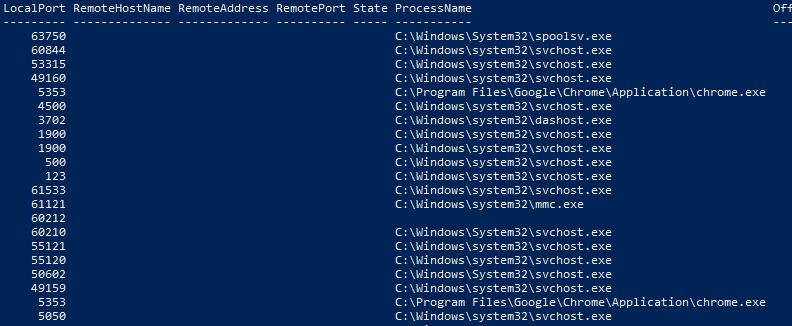 LocalPort RemoteHostName RemoteAddress RemotePort State ProcessName Off
--------- -------------- ------------- ---------- ----- ----------- ---
63750 C:\Windows\System32\spoolsv.exe
60844 C:\Windows\system32\svchost.exe
53315 C:\Windows\system32\svchost.exe
49160 C:\Windows\system32\svchost.exe
5353 C:\Program Files\Google\Chrome\Application\chrome.exe
4500 C:\Windows\system32\svchost.exe
3702 C:\Windows\system32\dashost.exe
1900 C:\Windows\system32\svchost.exe
1900 C:\Windows\system32\svchost.exe
500 C:\Windows\system32\svchost.exe
123 C:\Windows\system32\svchost.exe
61533 C:\Windows\system32\svchost.exe
61121 C:\Windows\system32\mmc.exe
60212
60210 C:\Windows\System32\svchost.exe
55121 C:\Windows\system32\svchost.exe
55120 C:\Windows\system32\svchost.exe
50602 C:\Windows\System32\svchost.exe
49159 C:\Windows\system32\svchost.exe
5353 C:\Program Files\Google\Chrome\Application\chrome.exe
5050 C:\Windows\system32\svchost.exe